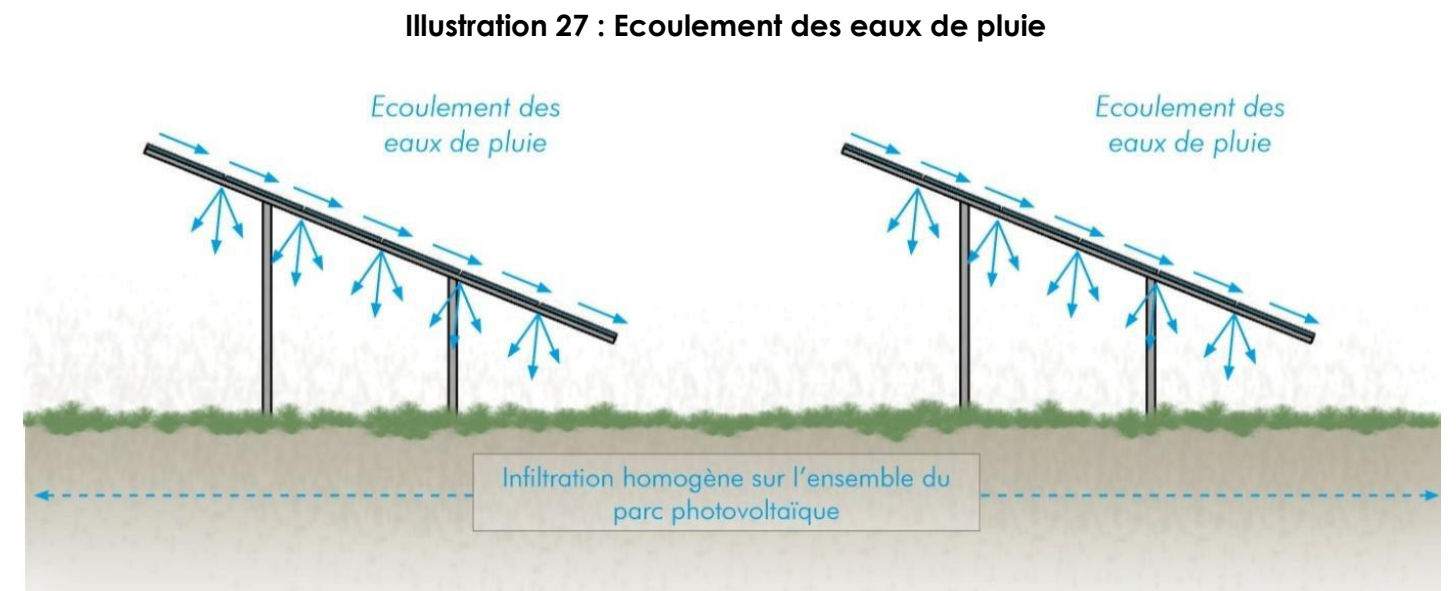 Illustration 27 : Ecoulement des eaux de pluie
Ecoulement des
eaux de pluie
Ecoulement des
eaux de pluie
Infiltration homogène sur l'ensemble du
parc photovoltaïque